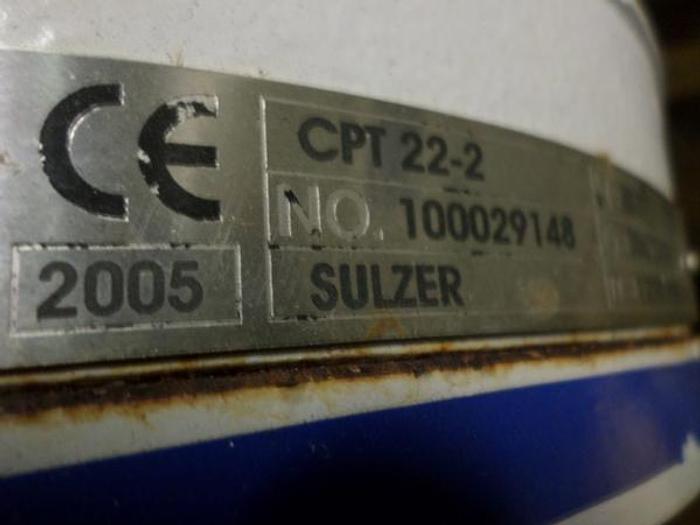 CE
2005
CPT 22-2
NO. 100029148
SULZER